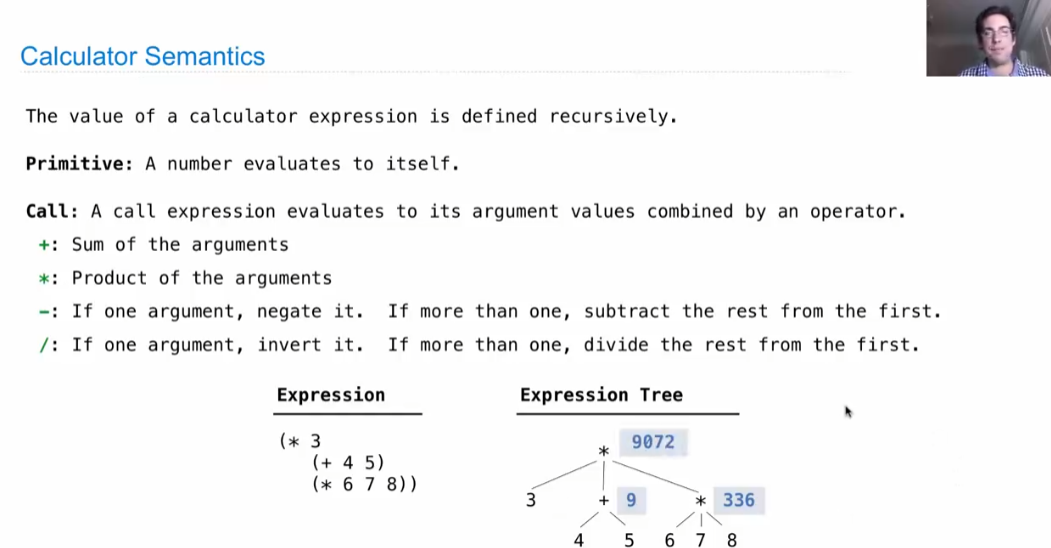 Calculator Semantics
The value of a calculator expression is defined recursively.
Primitive: A number evaluates to itself.
Call: A call expression evaluates to its argument values combined by an operator.
+: Sum of the arguments
*: Product of the arguments
-: If one argument, negate it. If more than one, subtract the rest from the first.
/: If one argument, invert it. If more than one, divide the rest from the first.
Expression
(* 3
(+ 4 5)
(* 6 7 8))
Expression Tree
* 9072
3 + 9 * 336
4 5 6 7 8